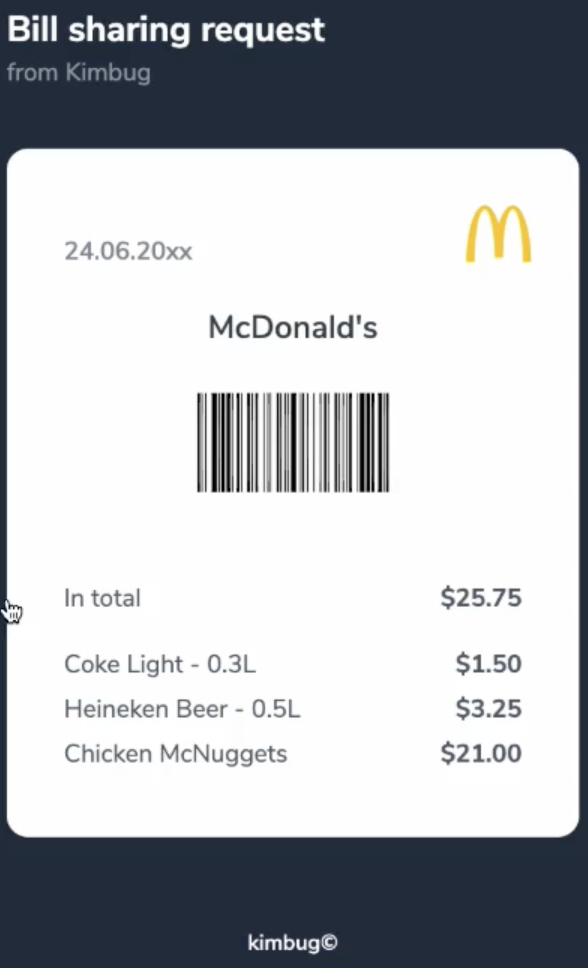 Bill sharing request
from Kimbug
24.06.20xx
McDonald's
In total $25.75
Coke Light - 0.3L $1.50
Heineken Beer - 0.5L $3.25
Chicken McNuggets $21.00
kimbug©